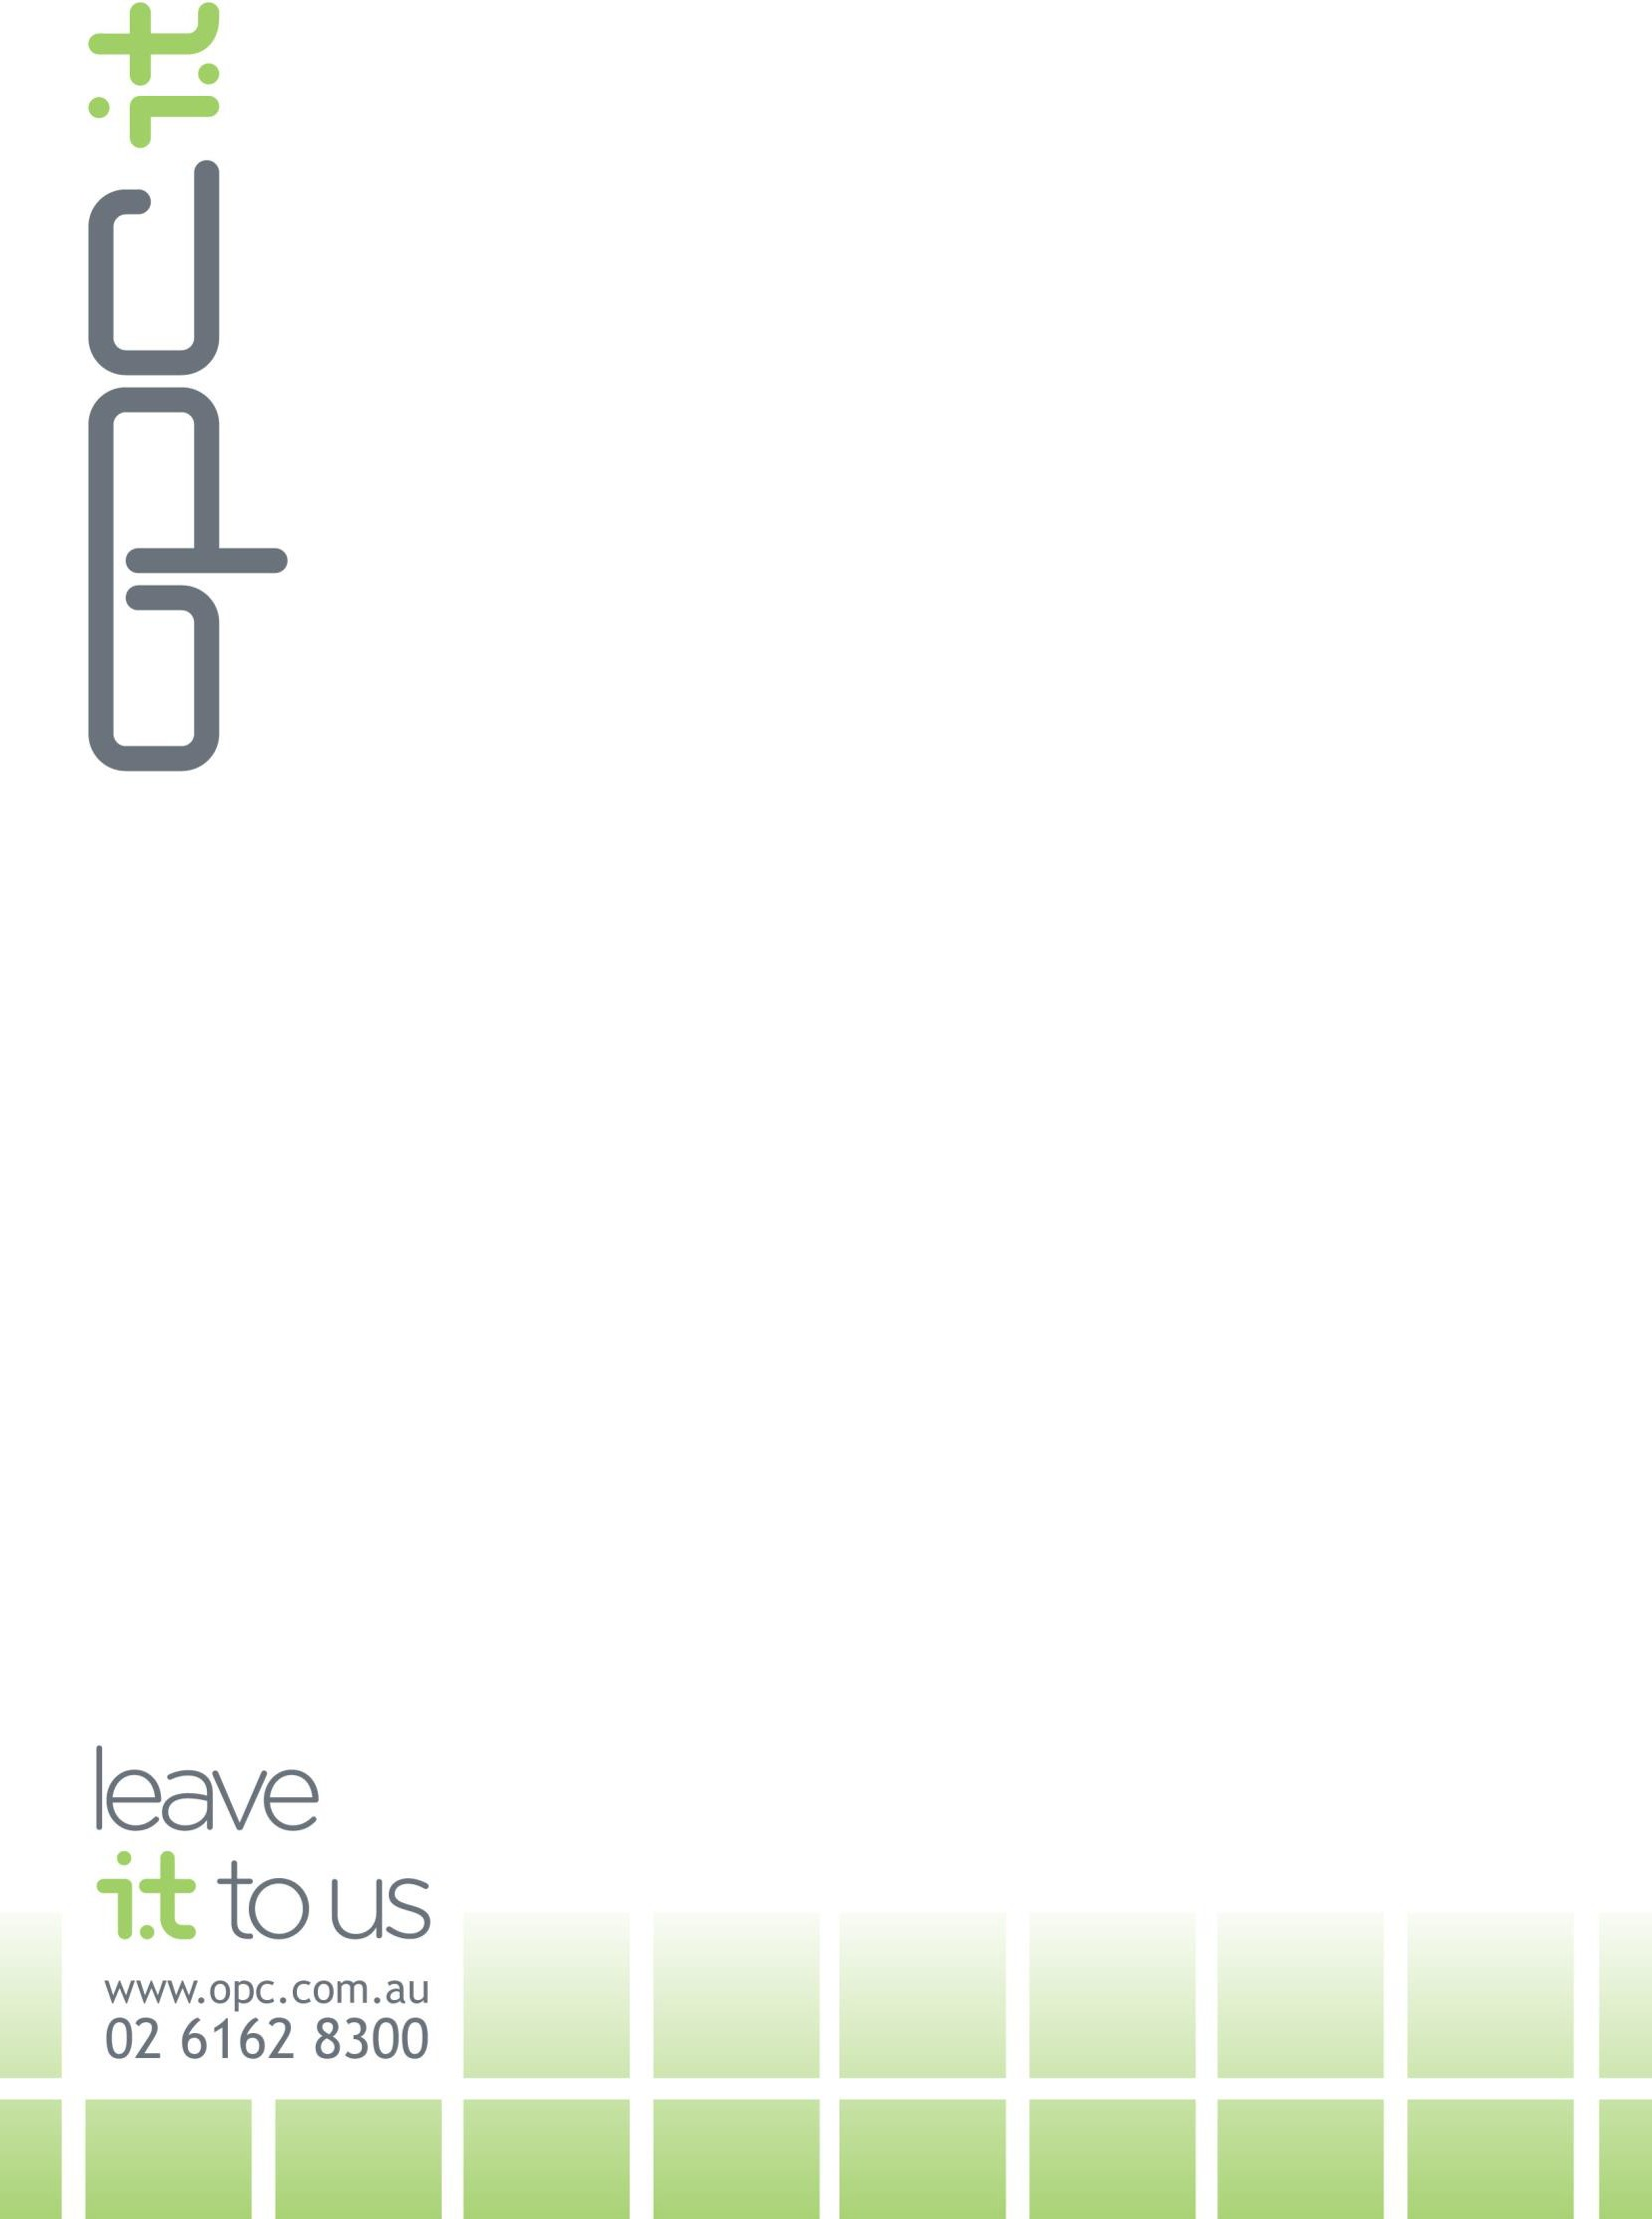 opc i.t
leave
i.t to us
www.opc.com.au
02 6162 8300